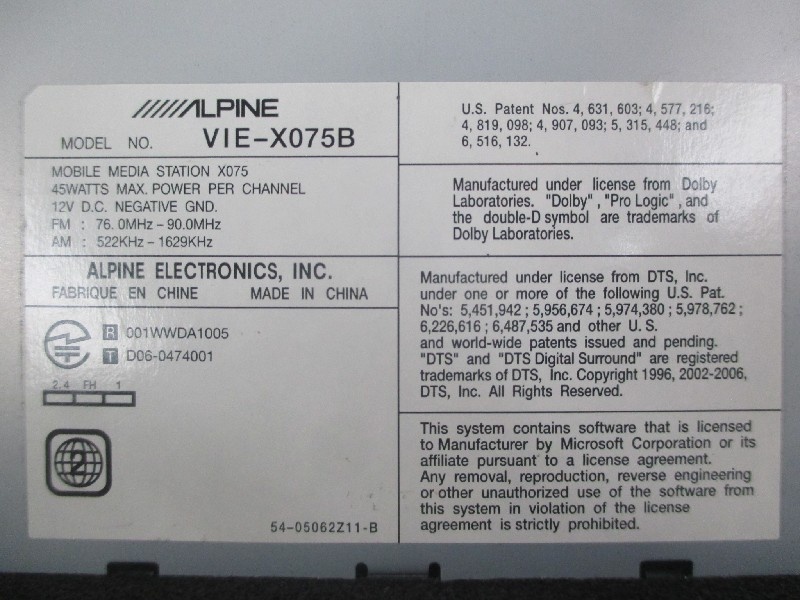 ALPINE
MODEL NO. VIE-X075B
MOBILE MEDIA STATION X075
45WATTS MAX. POWER PER CHANNEL
12V D.C. NEGATIVE GND.
FM : 76.0MHz - 90.0MHz
AM : 522KHz - 1629KHz
ALPINE ELECTRONICS, INC.
FABRIQUE EN CHINE MADE IN CHINA
R 001WWDA1005
T D06-0474001
2.4 FH 1
2
54-05062Z11-B
U.S. Patent Nos. 4, 631, 603; 4, 577, 216;
4, 819, 098; 4, 907, 093; 5, 315, 448; and
6, 516, 132.
Manufactured under license from Dolby
Laboratories. "Dolby", "Pro Logic", and
the double-D symbol are trademarks of
Dolby Laboratories.
Manufactured under license from DTS, Inc.
under one or more of the following U.S. Pat.
No's: 5,451,942 ; 5,956,674 ; 5,974,380 ; 5,978,762 ;
6,226,616 ; 6,487,535 and other U. S.
and world-wide patents issued and pending.
"DTS" and "DTS Digital Surround" are registered
trademarks of DTS, Inc. Copyright 1996, 2002-2006,
DTS, Inc. All Rights Reserved.
This system contains software that is licensed
to Manufacturer by Microsoft Corporation or its
affiliate pursuant to a license agreement.
Any removal, reproduction, reverse engineering
or other unauthorized use of the software from
this system in violation of the license
agreement is strictly prohibited.